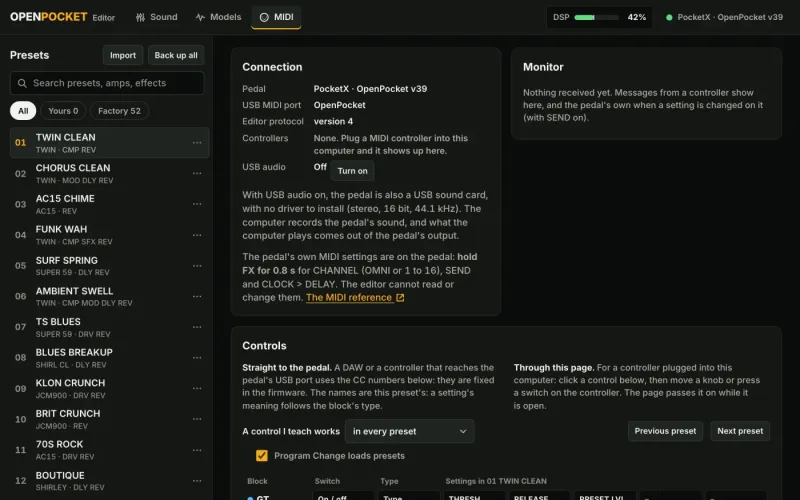 OPENPOCKET Editor
Sound
Models
MIDI
DSP 42%
PocketX · OpenPocket v39
Presets
Import
Back up all
Search presets, amps, effects
All
Yours 0
Factory 52
01 TWIN CLEAN
TWIN · CMP REV
02 CHORUS CLEAN
TWIN · MOD DLY REV
03 AC15 CHIME
AC15 · REV
04 FUNK WAH
TWIN · CMP SFX REV
05 SURF SPRING
SUPER 59 · DLY REV
06 AMBIENT SWELL
TWIN · CMP MOD DLY REV
07 TS BLUES
SUPER 59 · DRV REV
08 BLUES BREAKUP
SHIRL CL · DLY REV
09 KLON CRUNCH
JCM900 · DRV REV
10 BRIT CRUNCH
JCM900 · REV
11 70S ROCK
AC15 · DRV REV
12 BOUTIQUE
SHIRLEY · DLY REV
Connection
Pedal PocketX · OpenPocket v39
USB MIDI port OpenPocket
Editor protocol version 4
Controllers None. Plug a MIDI controller into this
computer and it shows up here.
USB audio Off Turn on
With USB audio on, the pedal is also a USB sound card,
with no driver to install (stereo, 16 bit, 44.1 kHz). The
computer records the pedal's sound, and what the
computer plays comes out of the pedal's output.
The pedal's own MIDI settings are on the pedal: hold
FX for 0.8 s for CHANNEL (OMNI or 1 to 16), SEND
and CLOCK > DELAY. The editor cannot read or
change them. The MIDI reference
Monitor
Nothing received yet. Messages from a controller show
here, and the pedal's own when a setting is changed on it
(with SEND on).
Controls
Straight to the pedal. A DAW or a controller that reaches the
pedal's USB port uses the CC numbers below: they are fixed
in the firmware. The names are this preset's: a setting's
meaning follows the block's type.
Through this page. For a controller plugged into this
computer: click a control below, then move a knob or press
a switch on the controller. The page passes it on while it
is open.
A control I teach works in every preset
Previous preset
Next preset
Program Change loads presets
Block Switch Type Settings in 01 TWIN CLEAN
GT On / off Type THRESH RELEASE PRESET LVL